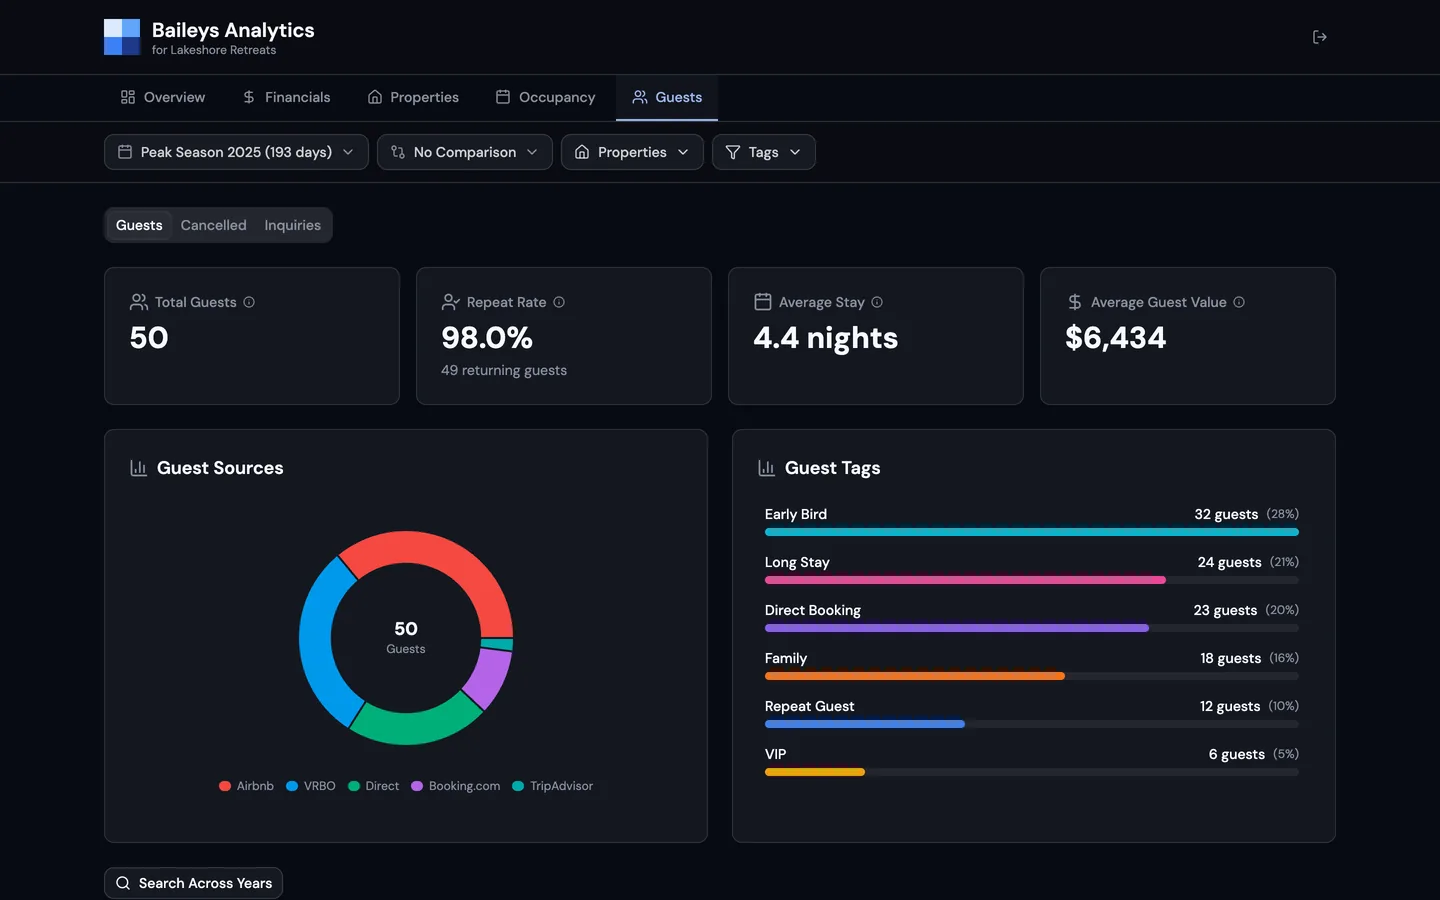 Baileys Analytics
for Lakeshore Retreats
Overview
Financials
Properties
Occupancy
Guests
Peak Season 2025 (193 days)
No Comparison
Properties
Tags
Guests
Cancelled
Inquiries
Total Guests
50
Repeat Rate
98.0%
49 returning guests
Average Stay
4.4 nights
Average Guest Value
$6,434
Guest Sources
50
Guests
Airbnb
VRBO
Direct
Booking.com
TripAdvisor
Guest Tags
Early Bird 32 guests (28%)
Long Stay 24 guests (21%)
Direct Booking 23 guests (20%)
Family 18 guests (16%)
Repeat Guest 12 guests (10%)
VIP 6 guests (5%)
Search Across Years